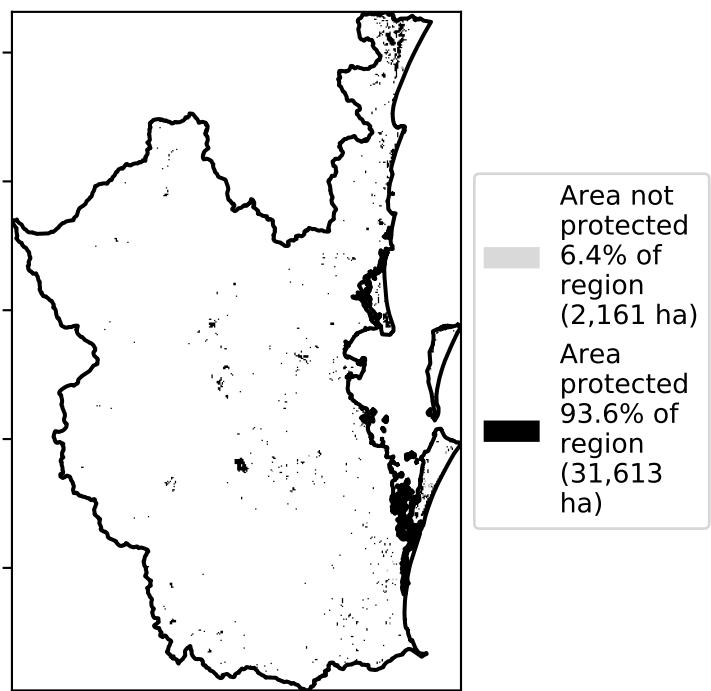 Area not
protected
6.4% of
region
(2,161 ha)
Area
protected
93.6% of
region
(31,613
ha)